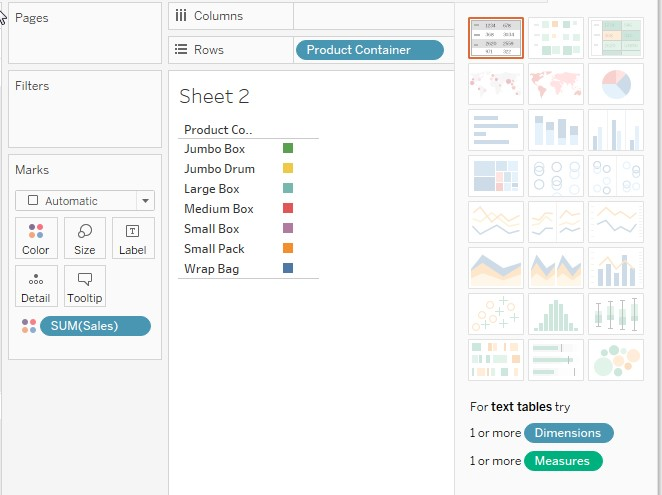 Pages
Columns
Rows
Product Container
Filters
Sheet 2
Product Co..
Jumbo Box
Jumbo Drum
Large Box
Medium Box
Small Box
Small Pack
Wrap Bag
Marks
Automatic
Color
Size
Label
Detail
Tooltip
SUM(Sales)
For text tables try
1 or more Dimensions
1 or more Measures